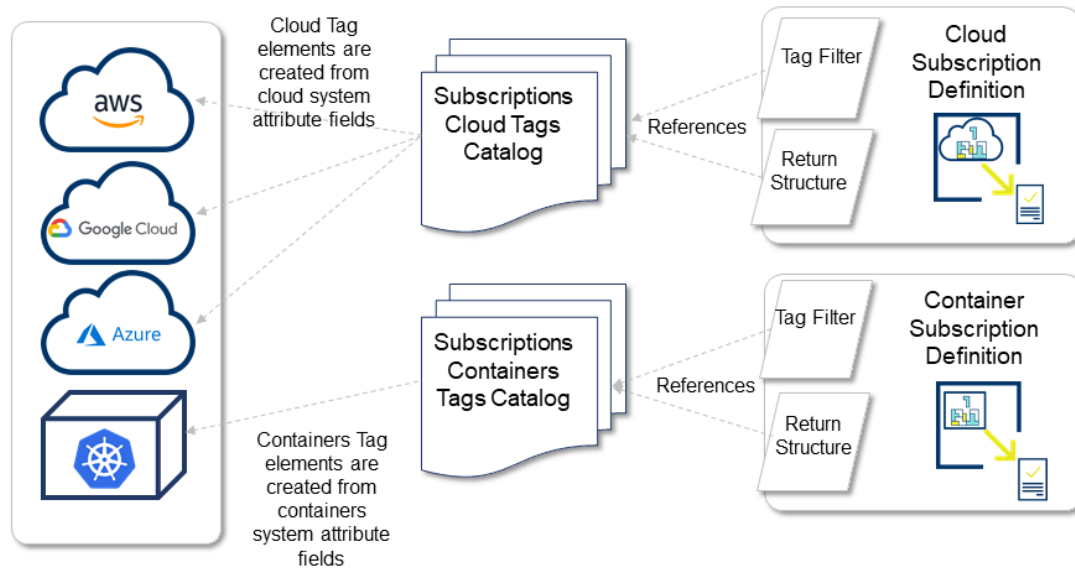 aws
Google Cloud
Azure
Cloud Tag
elements are
created from
cloud system
attribute fields
Subscriptions
Cloud Tags
Catalog
References
Tag Filter
Return
Structure
Cloud
Subscription
Definition
Containers Tag
elements are
created from
containers
system attribute
fields
Subscriptions
Containers
Tags Catalog
References
Tag Filter
Return
Structure
Container
Subscription
Definition